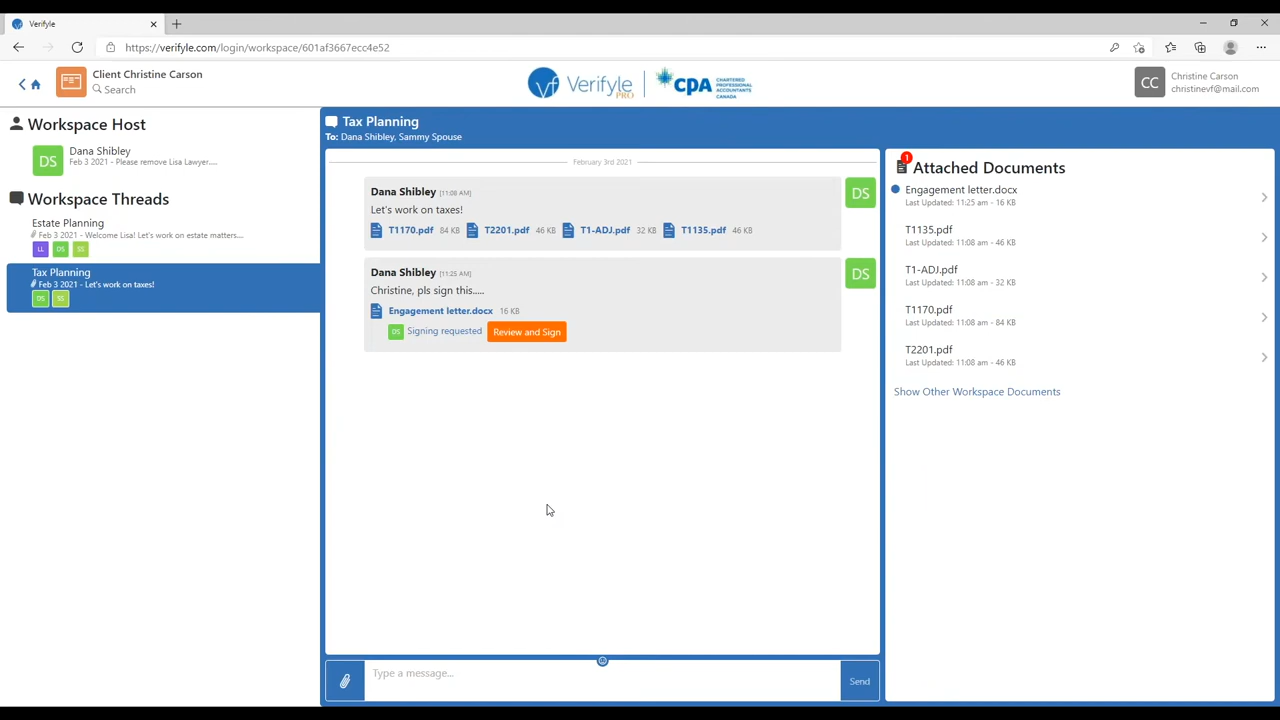 Verifyle
https://verifyle.com/login/workspace/601af3667ecc4e52
Client Christine Carson
Search
vf Verifyle PRO
CPA CHARTERED PROFESSIONAL ACCOUNTANTS CANADA
CC
Christine Carson
christinevf@mail.com
Workspace Host
DS
Dana Shibley
Feb 3 2021 - Please remove Lisa Lawyer.....
Workspace Threads
Estate Planning
Feb 3 2021 - Welcome Lisa! Let's work on estate matters....
LL DS SS
Tax Planning
Feb 3 2021 - Let's work on taxes!
DS SS
Tax Planning
To: Dana Shibley, Sammy Spouse
February 3rd 2021
Dana Shibley [11:08 AM]
DS
Let's work on taxes!
T1170.pdf 84 KB T2201.pdf 46 KB T1-ADJ.pdf 32 KB T1135.pdf 46 KB
Dana Shibley [11:25 AM]
DS
Christine, pls sign this.....
Engagement letter.docx 16 KB
DS Signing requested Review and Sign
Type a message...
Send
1
Attached Documents
Engagement letter.docx
Last Updated: 11:25 am - 16 KB
T1135.pdf
Last Updated: 11:08 am - 46 KB
T1-ADJ.pdf
Last Updated: 11:08 am - 32 KB
T1170.pdf
Last Updated: 11:08 am - 84 KB
T2201.pdf
Last Updated: 11:08 am - 46 KB
Show Other Workspace Documents